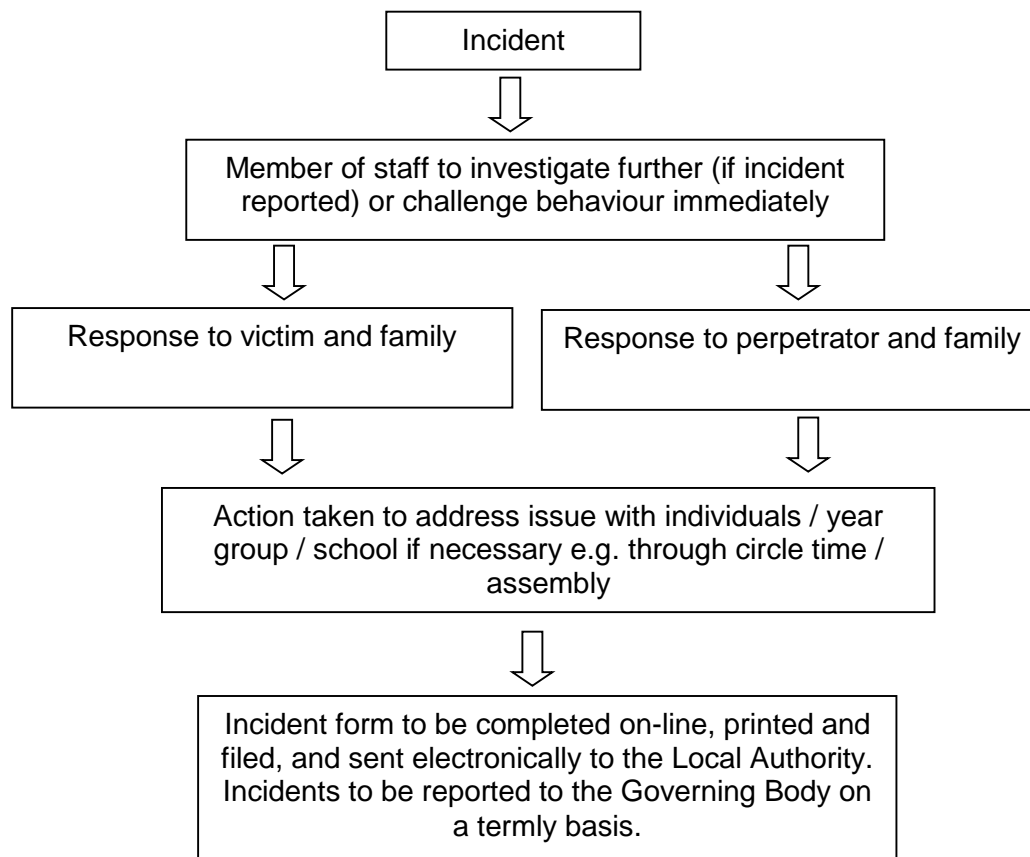 Incident
Member of staff to investigate further (if incident
reported) or challenge behaviour immediately
Response to victim and family
Response to perpetrator and family
Action taken to address issue with individuals / year
group / school if necessary e.g. through circle time /
assembly
Incident form to be completed on-line, printed and
filed, and sent electronically to the Local Authority.
Incidents to be reported to the Governing Body on
a termly basis.